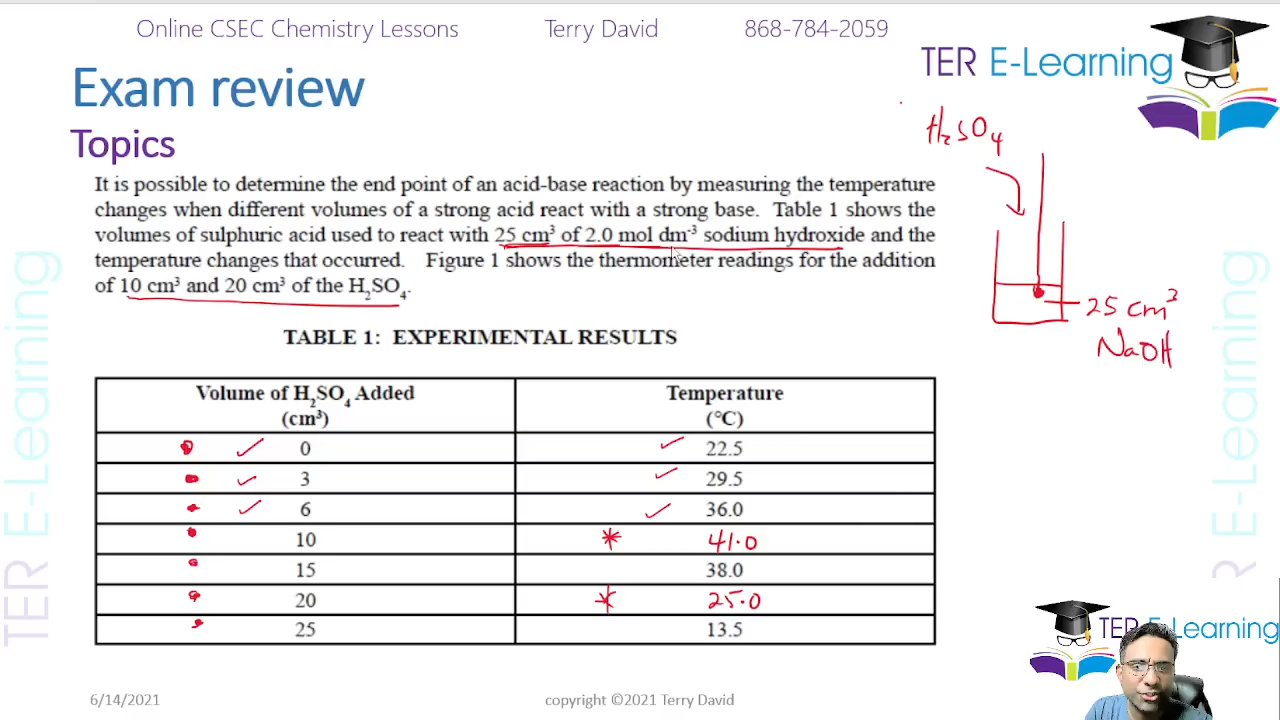 Online CSEC Chemistry Lessons Terry David 868-784-2059
TER E-Learning
Exam review
Topics
It is possible to determine the end point of an acid-base reaction by measuring the temperature
changes when different volumes of a strong acid react with a strong base. Table 1 shows the
volumes of sulphuric acid used to react with 25 cm³ of 2.0 mol dm⁻³ sodium hydroxide and the
temperature changes that occurred. Figure 1 shows the thermometer readings for the addition
of 10 cm³ and 20 cm³ of the H₂SO₄.
H₂SO₄
25 cm³
NaOH
TABLE 1: EXPERIMENTAL RESULTS
Volume of H₂SO₄ Added (cm³) Temperature (°C)
0 22.5
3 29.5
6 36.0
10 * 41.0
15 38.0
20 * 25.0
25 13.5
TER E-Learning
TER E-Learning
TER E-Learning
6/14/2021 copyright ©2021 Terry David